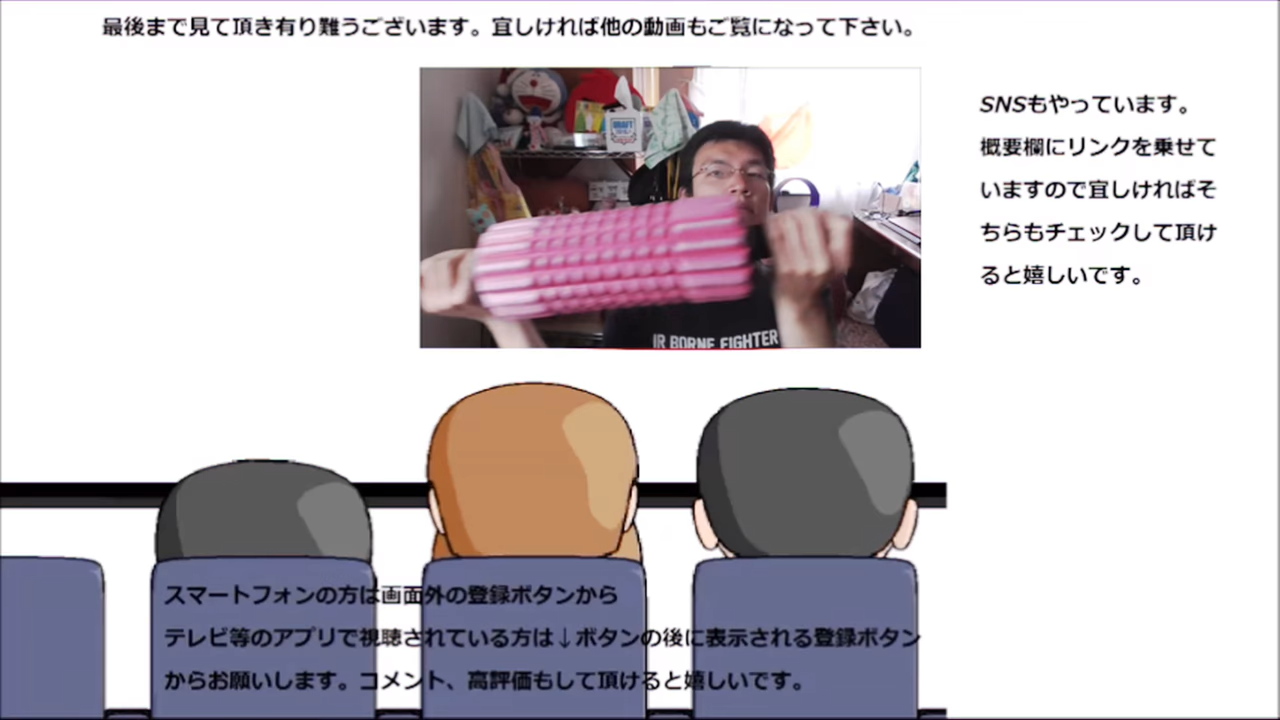 最後まで見て頂き有り難うございます。宜しければ他の動画もご覧になって下さい。
SNSもやっています。
概要欄にリンクを乗せて
いますので宜しければそ
ちらもチェックして頂け
ると嬉しいです。
DRAFT
IR BORNE FIGHTER
スマートフォンの方は画面外の登録ボタンから
テレビ等のアプリで視聴されている方は↓ボタンの後に表示される登録ボタン
からお願いします。コメント、高評価もして頂けると嬉しいです。